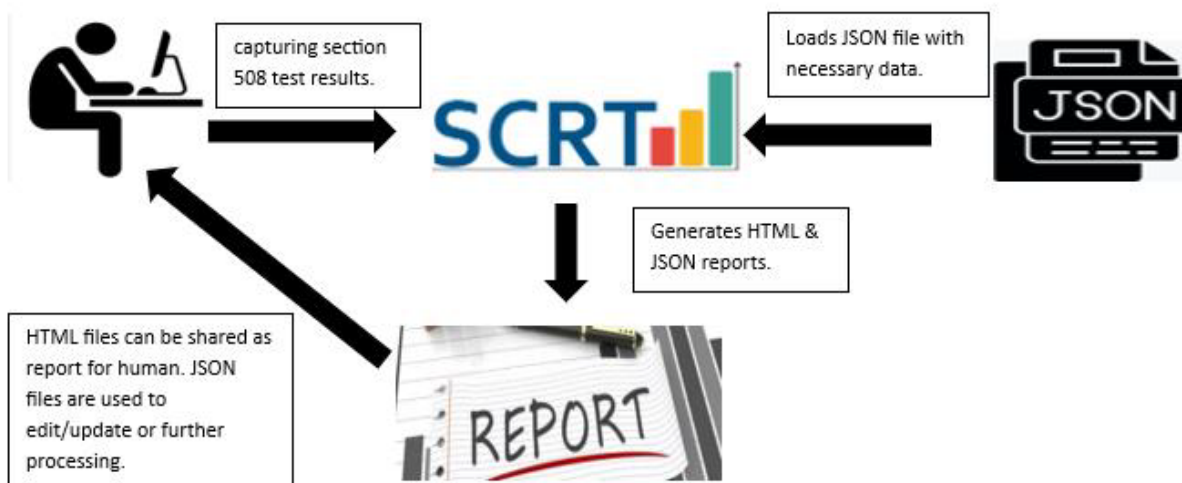 capturing section
508 test results.
Loads JSON file with
necessary data.
SCRT
JSON
Generates HTML &
JSON reports.
HTML files can be shared as
report for human. JSON
files are used to
edit/update or further
processing.
REPORT